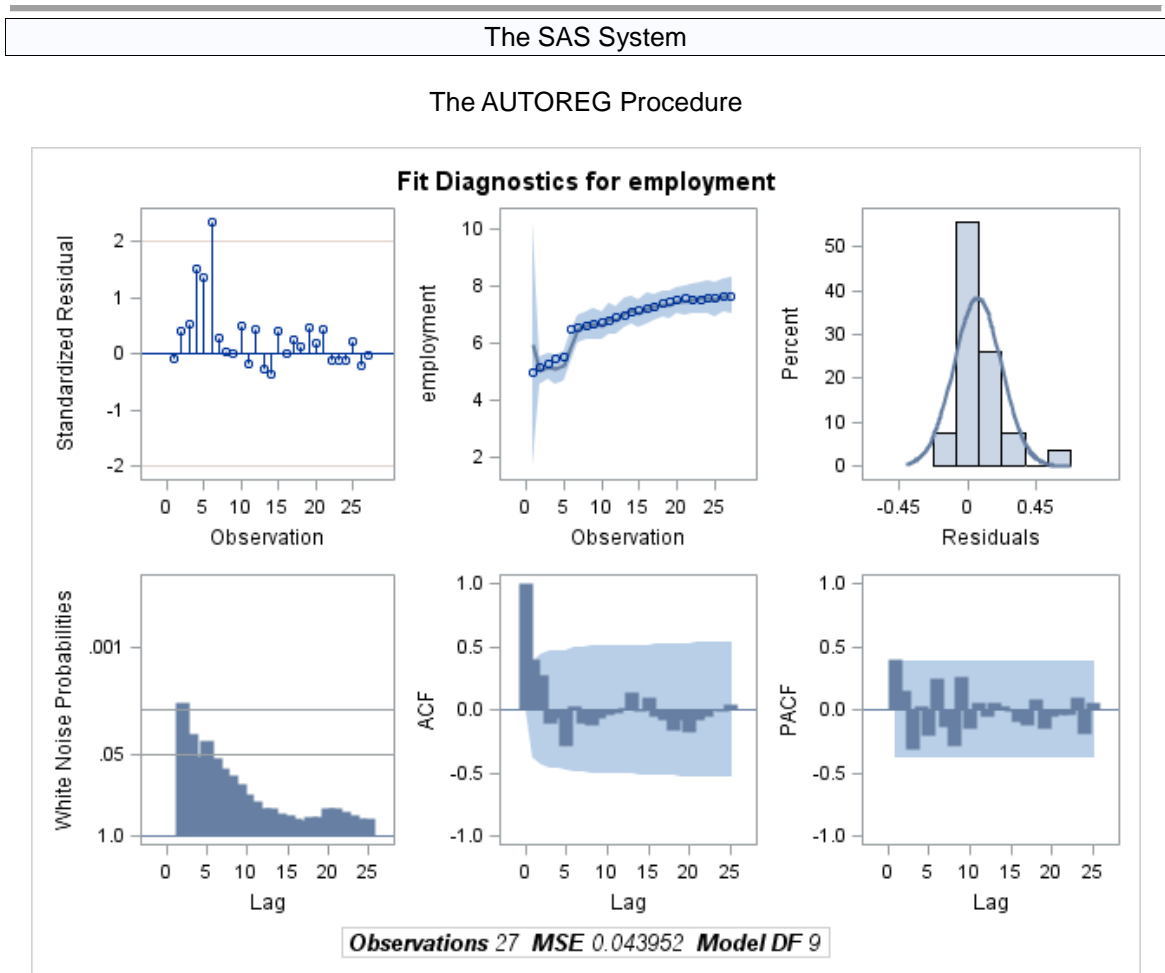 The SAS System
The AUTOREG Procedure
Fit Diagnostics for employment
Standardized Residual
2
1
0
-1
-2
0 5 10 15 20 25
Observation
employment
10
8
6
4
2
0 5 10 15 20 25
Observation
Percent
50
40
30
20
10
0
-0.45 0 0.45
Residuals
White Noise Probabilities
.001
.05
1.0
0 5 10 15 20 25
Lag
ACF
1.0
0.5
0.0
-0.5
-1.0
0 5 10 15 20 25
Lag
PACF
1.0
0.5
0.0
-0.5
-1.0
0 5 10 15 20 25
Lag
Observations 27 MSE 0.043952 Model DF 9